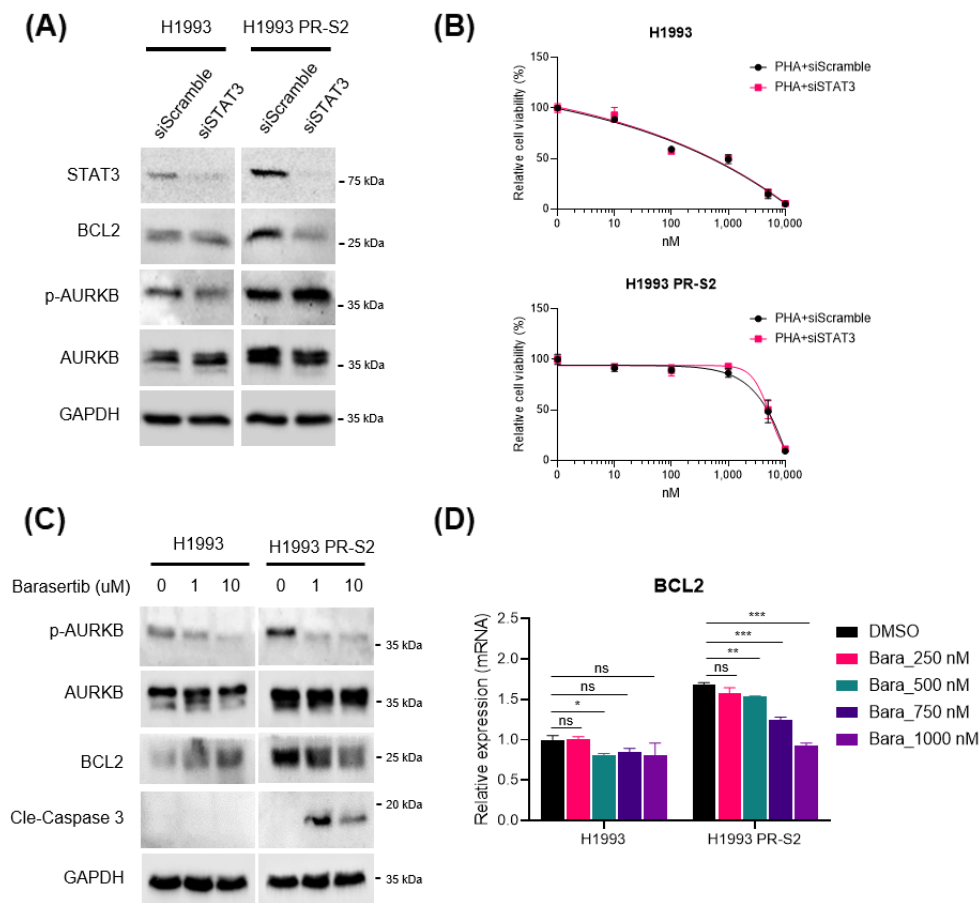 (A)
H1993
H1993 PR-S2
siScramble
siSTAT3
siScramble
siSTAT3
STAT3
75 kDa
BCL2
25 kDa
p-AURKB
35 kDa
AURKB
35 kDa
GAPDH
35 kDa
(B)
H1993
PHA+siScramble
PHA+siSTAT3
Relative cell viability (%)
150
100
50
0
0 10 100 1,000 10,000
nM
H1993 PR-S2
PHA+siScramble
PHA+siSTAT3
Relative cell viability (%)
150
100
50
0
0 10 100 1,000 10,000
nM
(C)
H1993
H1993 PR-S2
Barasertib (uM) 0 1 10 0 1 10
p-AURKB
35 kDa
AURKB
35 kDa
BCL2
25 kDa
20 kDa
Cle-Caspase 3
GAPDH
35 kDa
(D)
BCL2
Relative expression (mRNA)
2.5
2.0
1.5
1.0
0.5
0.0
ns
ns
*
ns
***
***
**
ns
H1993
H1993 PR-S2
DMSO
Bara_250 nM
Bara_500 nM
Bara_750 nM
Bara_1000 nM